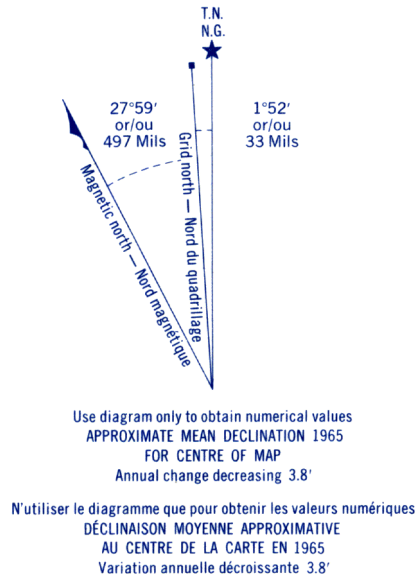 T.N.
N.G.
27°59′
or/ou
497 Mils
1°52′
or/ou
33 Mils
Magnetic north — Nord magnétique
Grid north — Nord du quadrillage
Use diagram only to obtain numerical values
APPROXIMATE MEAN DECLINATION 1965
FOR CENTRE OF MAP
Annual change decreasing 3.8′
N'utiliser le diagramme que pour obtenir les valeurs numériques
DÉCLINAISON MOYENNE APPROXIMATIVE
AU CENTRE DE LA CARTE EN 1965
Variation annuelle décroissante 3.8′